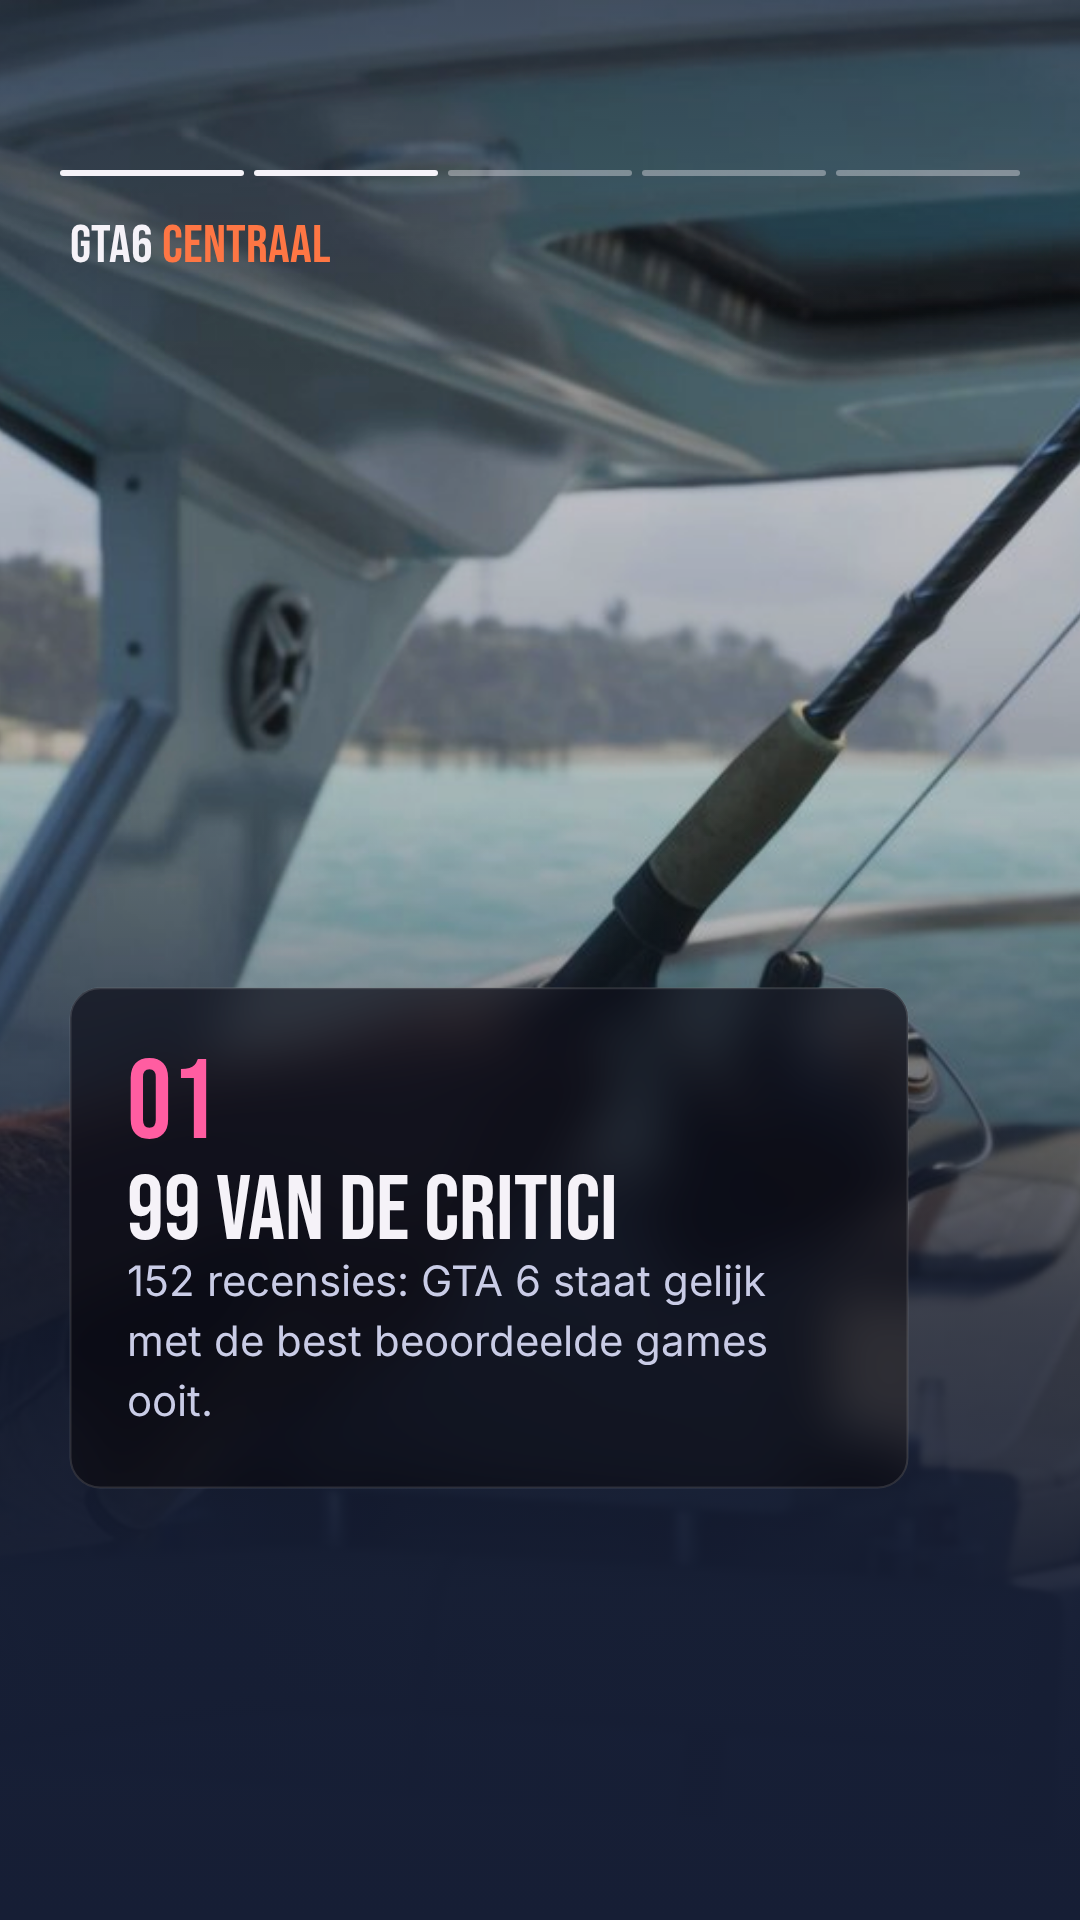 GTA6 CENTRAAL
01
99 VAN DE CRITICI
152 recensies: GTA 6 staat gelijk
met de best beoordeelde games
ooit.